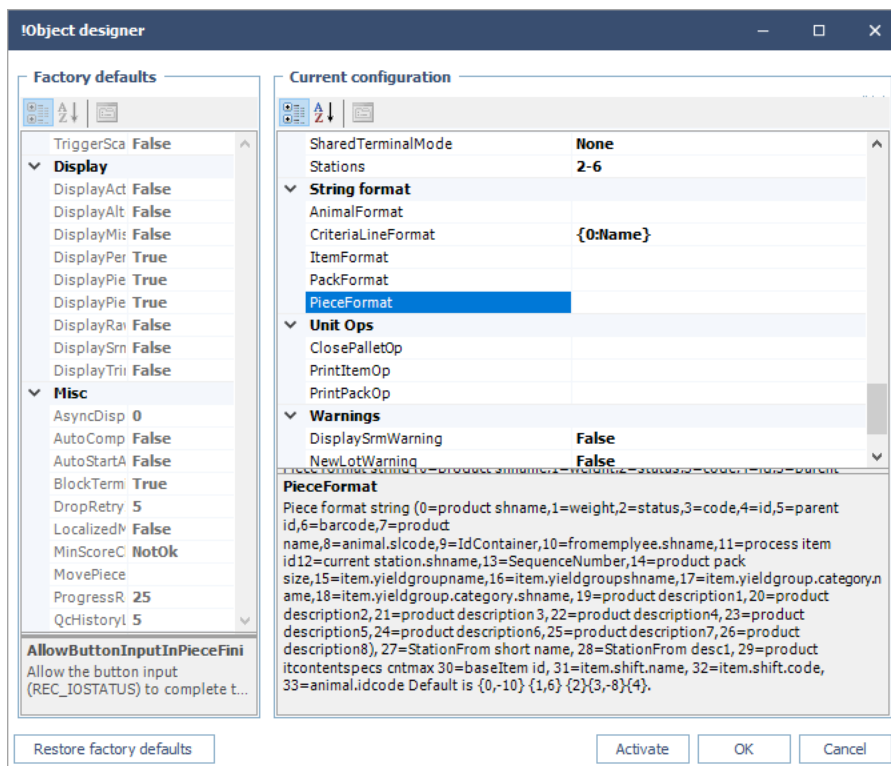 !Object designer
Factory defaults
TriggerSca False
Display
DisplayAct False
DisplayAlt False
DisplayMis False
DisplayPer True
DisplayPie True
DisplayPie True
DisplayRav False
DisplaySrm False
DisplayTri False
Misc
AsyncDisp 0
AutoComp False
AutoStartA False
BlockTerm True
DropRetry 5
LocalizedN False
MinScoreC NotOk
MovePiece
ProgressR 25
QcHistoryL 5
AllowButtonInputInPieceFini
Allow the button input
(REC_IOSTATUS) to complete t...
Restore factory defaults
Current configuration
SharedTerminalMode None
Stations 2-6
String format
AnimalFormat
CriteriaLineFormat {0:Name}
ItemFormat
PackFormat
PieceFormat
Unit Ops
ClosePalletOp
PrintItemOp
PrintPackOp
Warnings
DisplaySrmWarning False
NewLotWarning False
PieceFormat
Piece format string (0=product shname,1=weight,2=status,3=code,4=id,5=parent
id,6=barcode,7=product
name,8=animal.slcode,9=IdContainer,10=fromemplyee.shname,11=process item
id12=current station.shname,13=SequenceNumber,14=product pack
size,15=item.yieldgroupname,16=item.yieldgroupshname,17=item.yieldgroup.category.n
ame,18=item.yieldgroup.category.shname,19=product description1,20=product
description2,21=product description3,22=product description4,23=product
description5,24=product description6,25=product description7,26=product
description8), 27=StationFrom short name, 28=StationFrom desc1, 29=product
itcontentspecs cntmax 30=baseItem id, 31=item.shift.name, 32=item.shift.code,
33=animal.idcode Default is {0,-10} {1,6} {2}{3,-8}{4}.
Activate
OK
Cancel